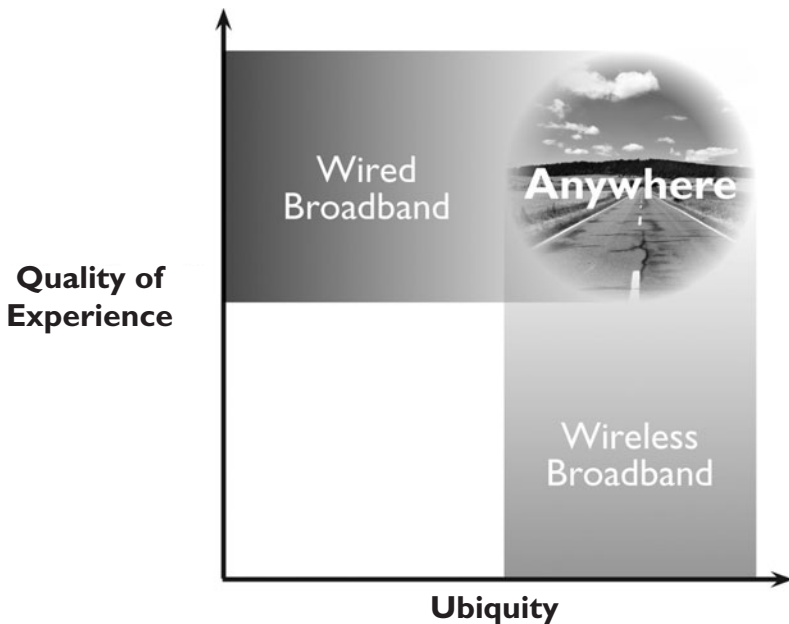 Wired
Broadband
Anywhere
Quality of
Experience
Wireless
Broadband
Ubiquity